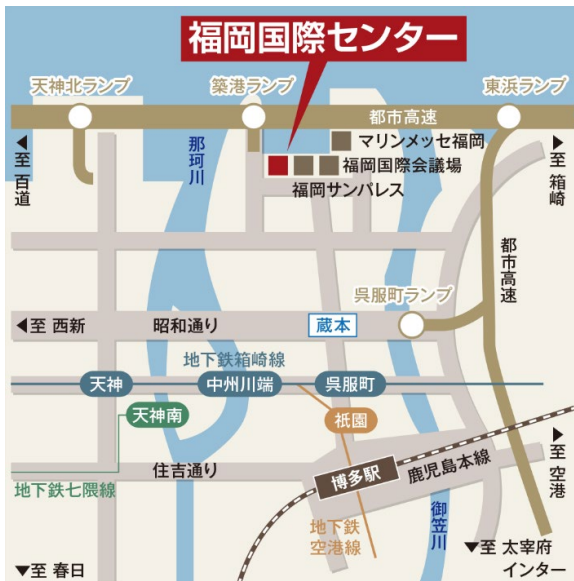 福岡国際センター
天神北ランプ
築港ランプ
東浜ランプ
都市高速
マリンメッセ福岡
◀至 百道
那珂川
福岡国際会議場
▶至 箱崎
福岡サンパレス
都市高速
呉服町ランプ
◀至 西新
昭和通り
蔵本
地下鉄箱崎線
天神
中州川端
呉服町
天神南
祇園
住吉通り
博多駅
鹿児島本線
▶至 空港
地下鉄七隈線
地下鉄
空港線
御笠川
▼至 春日
▼至 太宰府
インター